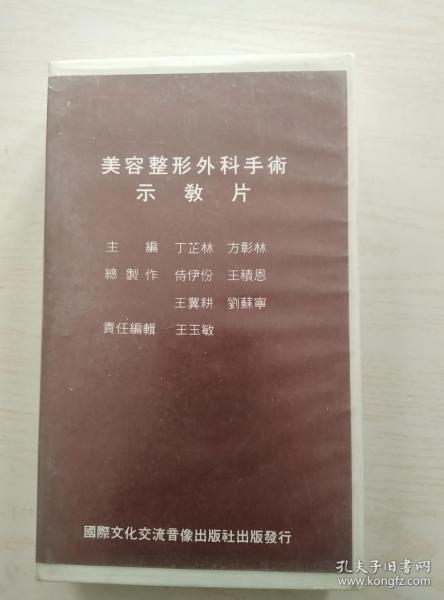 美容整形外科手術
示教片
主編 丁芷林 方彰林
總製作 侍伊份 王積恩
王冀耕 劉蘇寧
責任編輯 王玉敏
國際文化交流音像出版社出版發行
孔夫子旧书网
www.kongfz.com